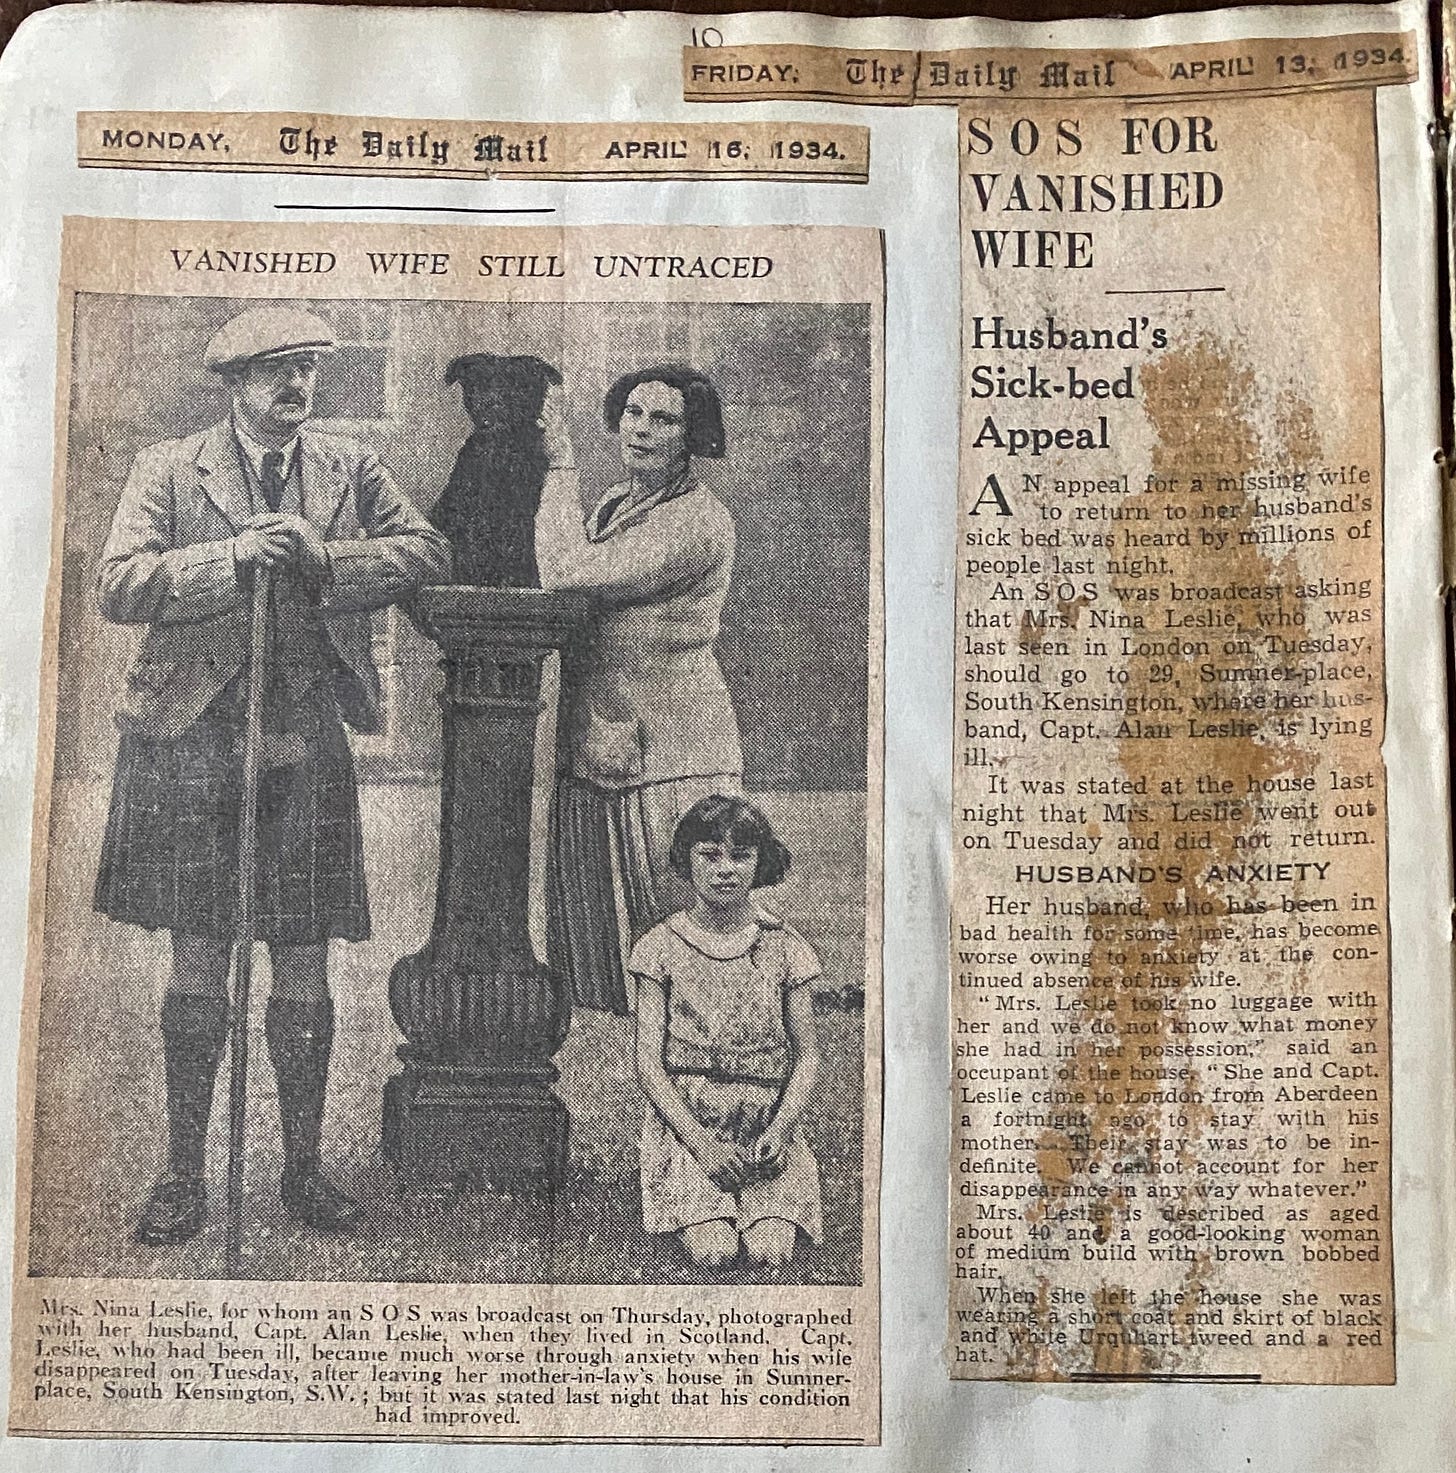 10
MONDAY, The Daily Mail APRIL 16, 1934.
VANISHED WIFE STILL UNTRACED
Mrs. Nina Leslie, for whom an S O S was broadcast on Thursday, photographed
with her husband, Capt. Alan Leslie, when they lived in Scotland. Capt.
Leslie, who had been ill, became much worse through anxiety when his wife
disappeared on Tuesday, after leaving her mother-in-law's house in Sumner-
place, South Kensington, S.W. ; but it was stated last night that his condition
had improved.
FRIDAY, The Daily Mail APRIL 13, 1934.
S O S FOR
VANISHED
WIFE
Husband's
Sick-bed
Appeal
AN appeal for a missing wife
to return to her husband's
sick bed was heard by millions of
people last night.
An S O S was broadcast asking
that Mrs. Nina Leslie, who was
last seen in London on Tuesday,
should go to 29, Sumner-place,
South Kensington, where her hus-
band, Capt. Alan Leslie, is lying
ill.
It was stated at the house last
night that Mrs. Leslie went out
on Tuesday and did not return.
HUSBAND'S ANXIETY
Her husband, who has been in
bad health for some time, has become
worse owing to anxiety at the con-
tinued absence of his wife.
"Mrs. Leslie took no luggage with
her and we do not know what money
she had in her possession," said an
occupant of the house. "She and Capt.
Leslie came to London from Aberdeen
a fortnight ago to stay with his
mother. Their stay was to be in-
definite. We cannot account for her
disappearance in any way whatever."
Mrs. Leslie is described as aged
about 40 and a good-looking woman
of medium build with brown bobbed
hair.
When she left the house she was
wearing a short coat and skirt of black
and white Urquhart tweed and a red
hat.